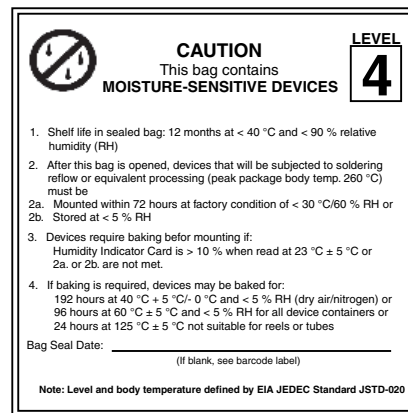 LEVEL
4
CAUTION
This bag contains
MOISTURE-SENSITIVE DEVICES
1. Shelf life in sealed bag: 12 months at < 40 °C and < 90 % relative
humidity (RH)
2. After this bag is opened, devices that will be subjected to soldering
reflow or equivalent processing (peak package body temp. 260 °C)
must be
2a. Mounted within 72 hours at factory condition of < 30 °C/60 % RH or
2b. Stored at < 5 % RH
3. Devices require baking befor mounting if:
Humidity Indicator Card is > 10 % when read at 23 °C ± 5 °C or
2a. or 2b. are not met.
4. If baking is required, devices may be baked for:
192 hours at 40 °C + 5 °C/- 0 °C and < 5 % RH (dry air/nitrogen) or
96 hours at 60 °C ± 5 °C and < 5 % RH for all device containers or
24 hours at 125 °C ± 5 °C not suitable for reels or tubes
Bag Seal Date:
(If blank, see barcode label)
Note: Level and body temperature defined by EIA JEDEC Standard JSTD-020